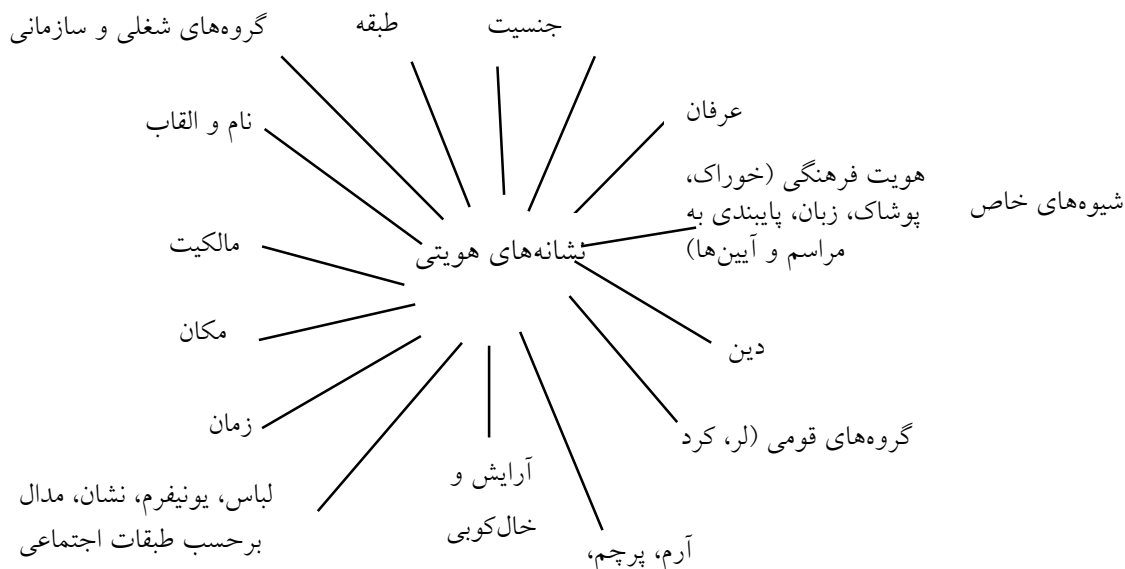 گروه‌های شغلی و سازمانی
طبقه
جنسیت
نام و القاب
عرفان
هویت فرهنگی (خوراک،
پوشاک، زبان، پایبندی به
مراسم و آیین‌ها)
شیوه‌های خاص
نشانه‌های هویتی
مالکیت
مکان
دین
زمان
گروه‌های قومی (لر، کرد
آرایش و
خال‌کوبی
لباس، یونیفرم، نشان، مدال
برحسب طبقات اجتماعی
آرم، پرچم،